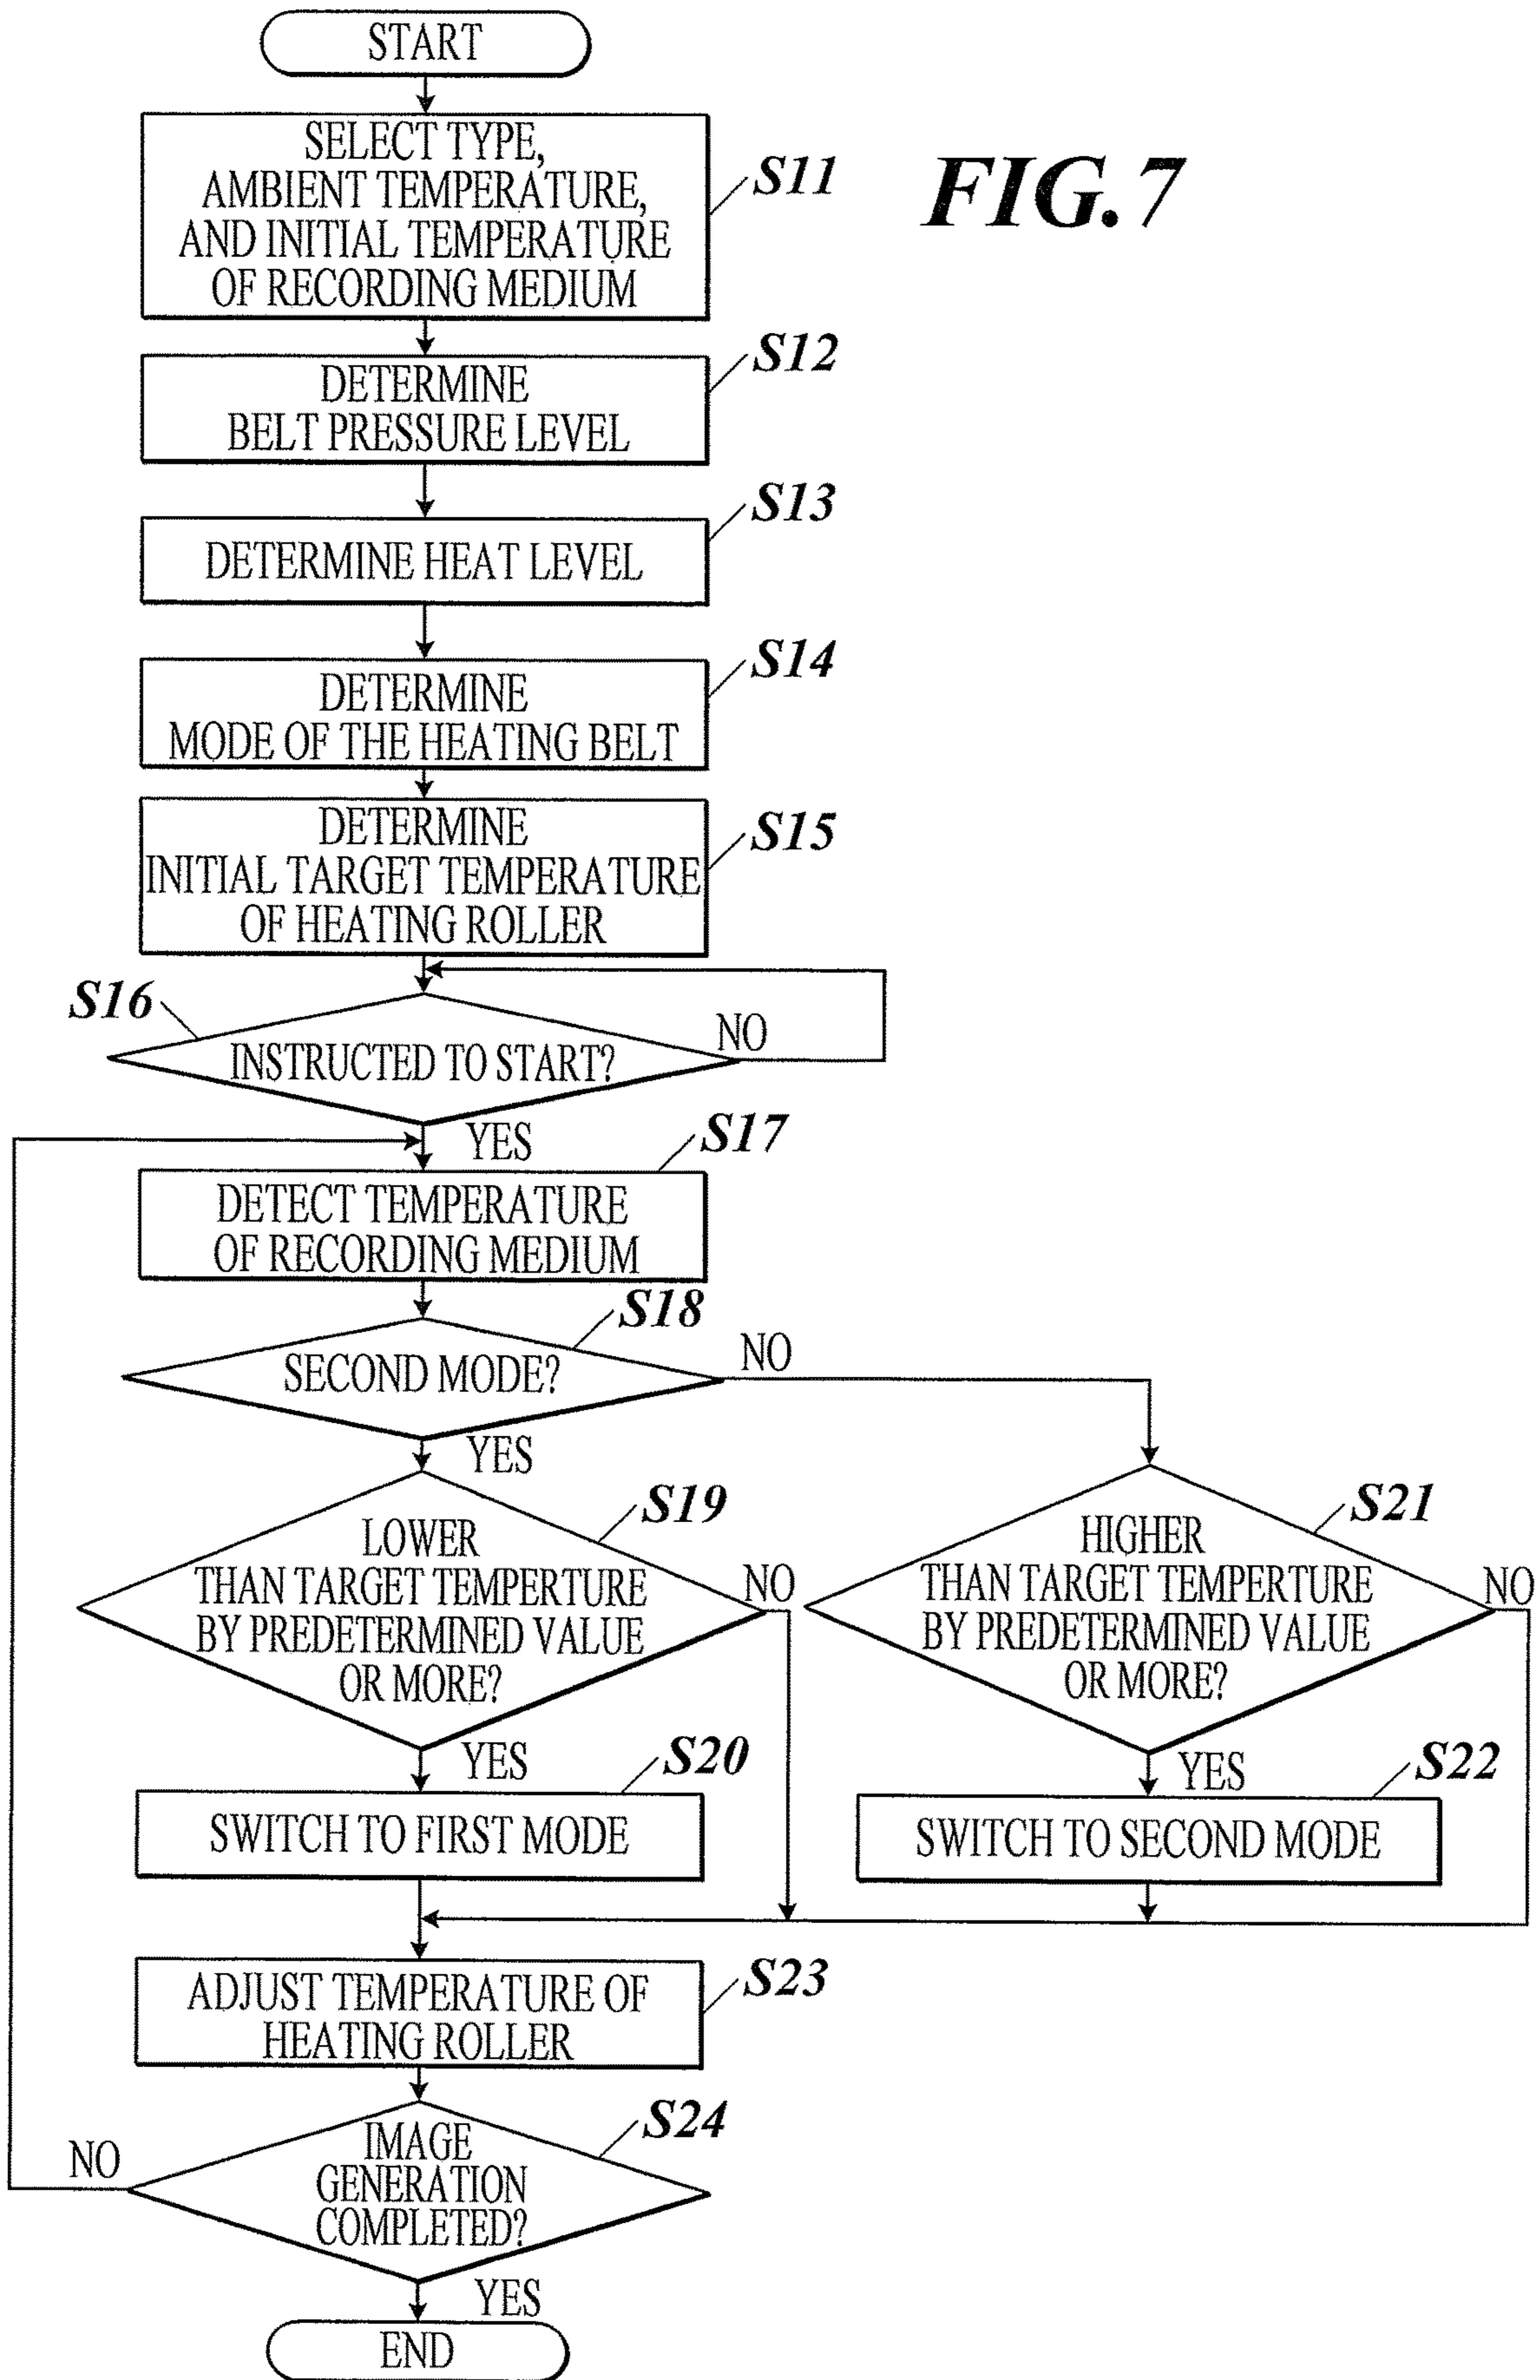 START
FIG. 7
SELECT TYPE,
AMBIENT TEMPERATURE,
AND INITIAL TEMPERATURE
OF RECORDING MEDIUM
S11
DETERMINE
BELT PRESSURE LEVEL
S12
DETERMINE HEAT LEVEL
S13
DETERMINE
MODE OF THE HEATING BELT
S14
DETERMINE
INITIAL TARGET TEMPERATURE
OF HEATING ROLLER
S15
S16
INSTRUCTED TO START?
NO
YES
S17
DETECT TEMPERATURE
OF RECORDING MEDIUM
S18
SECOND MODE?
NO
YES
S19
LOWER
THAN TARGET TEMPERTURE
BY PREDETERMINED VALUE
OR MORE?
NO
YES
S21
HIGHER
THAN TARGET TEMPERTURE
BY PREDETERMINED VALUE
OR MORE?
NO
YES
S20
SWITCH TO FIRST MODE
S22
SWITCH TO SECOND MODE
S23
ADJUST TEMPERATURE OF
HEATING ROLLER
S24
IMAGE
GENERATION
COMPLETED?
NO
YES
END